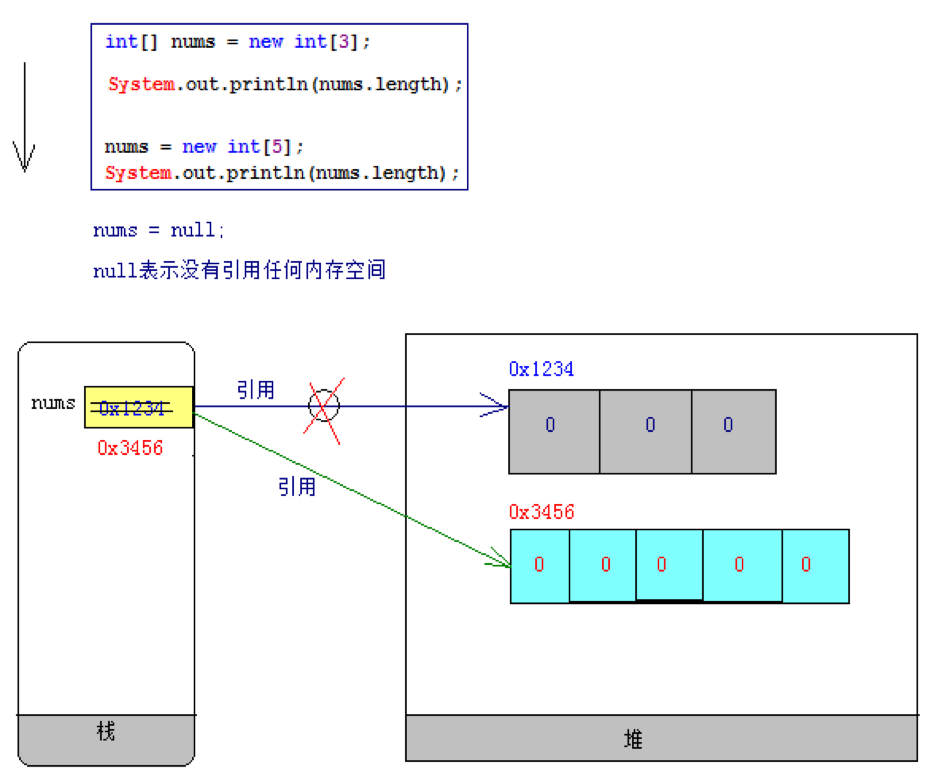 int[] nums = new int[3];
System.out.println(nums.length);
nums = new int[5];
System.out.println(nums.length);
nums = null;
null表示没有引用任何内存空间
0x1234
引用
nums
0x1234
0 0 0
0x3456
引用
0x3456
0 0 0 0 0
栈
堆